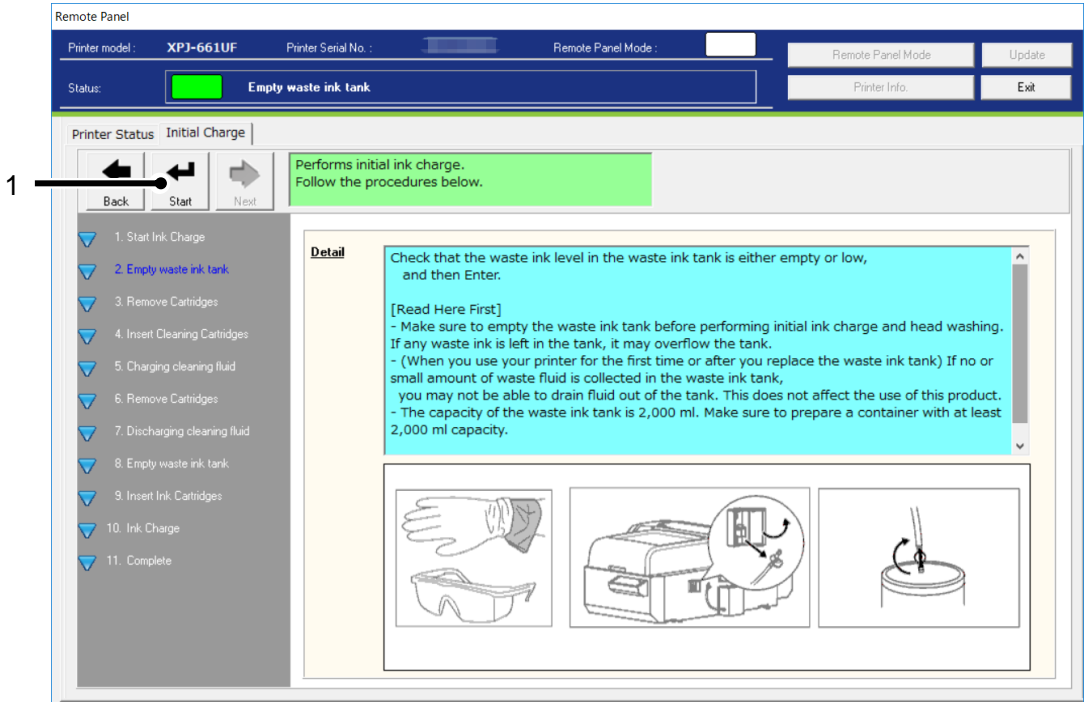 Remote Panel
Printer model : XPJ-661UF Printer Serial No. : Remote Panel Mode :
Remote Panel Mode Update
Status: Empty waste ink tank
Printer Info. Exit
Printer Status Initial Charge
1
Back Start Next
Performs initial ink charge.
Follow the procedures below.
1. Start Ink Charge
2. Empty waste ink tank
3. Remove Cartridges
4. Insert Cleaning Cartridges
5. Charging cleaning fluid
6. Remove Cartridges
7. Discharging cleaning fluid
8. Empty waste ink tank
9. Insert Ink Cartridges
10. Ink Charge
11. Complete
Detail
Check that the waste ink level in the waste ink tank is either empty or low,
and then Enter.
[Read Here First]
- Make sure to empty the waste ink tank before performing initial ink charge and head washing.
If any waste ink is left in the tank, it may overflow the tank.
- (When you use your printer for the first time or after you replace the waste ink tank) If no or
small amount of waste fluid is collected in the waste ink tank,
you may not be able to drain fluid out of the tank. This does not affect the use of this product.
- The capacity of the waste ink tank is 2,000 ml. Make sure to prepare a container with at least
2,000 ml capacity.